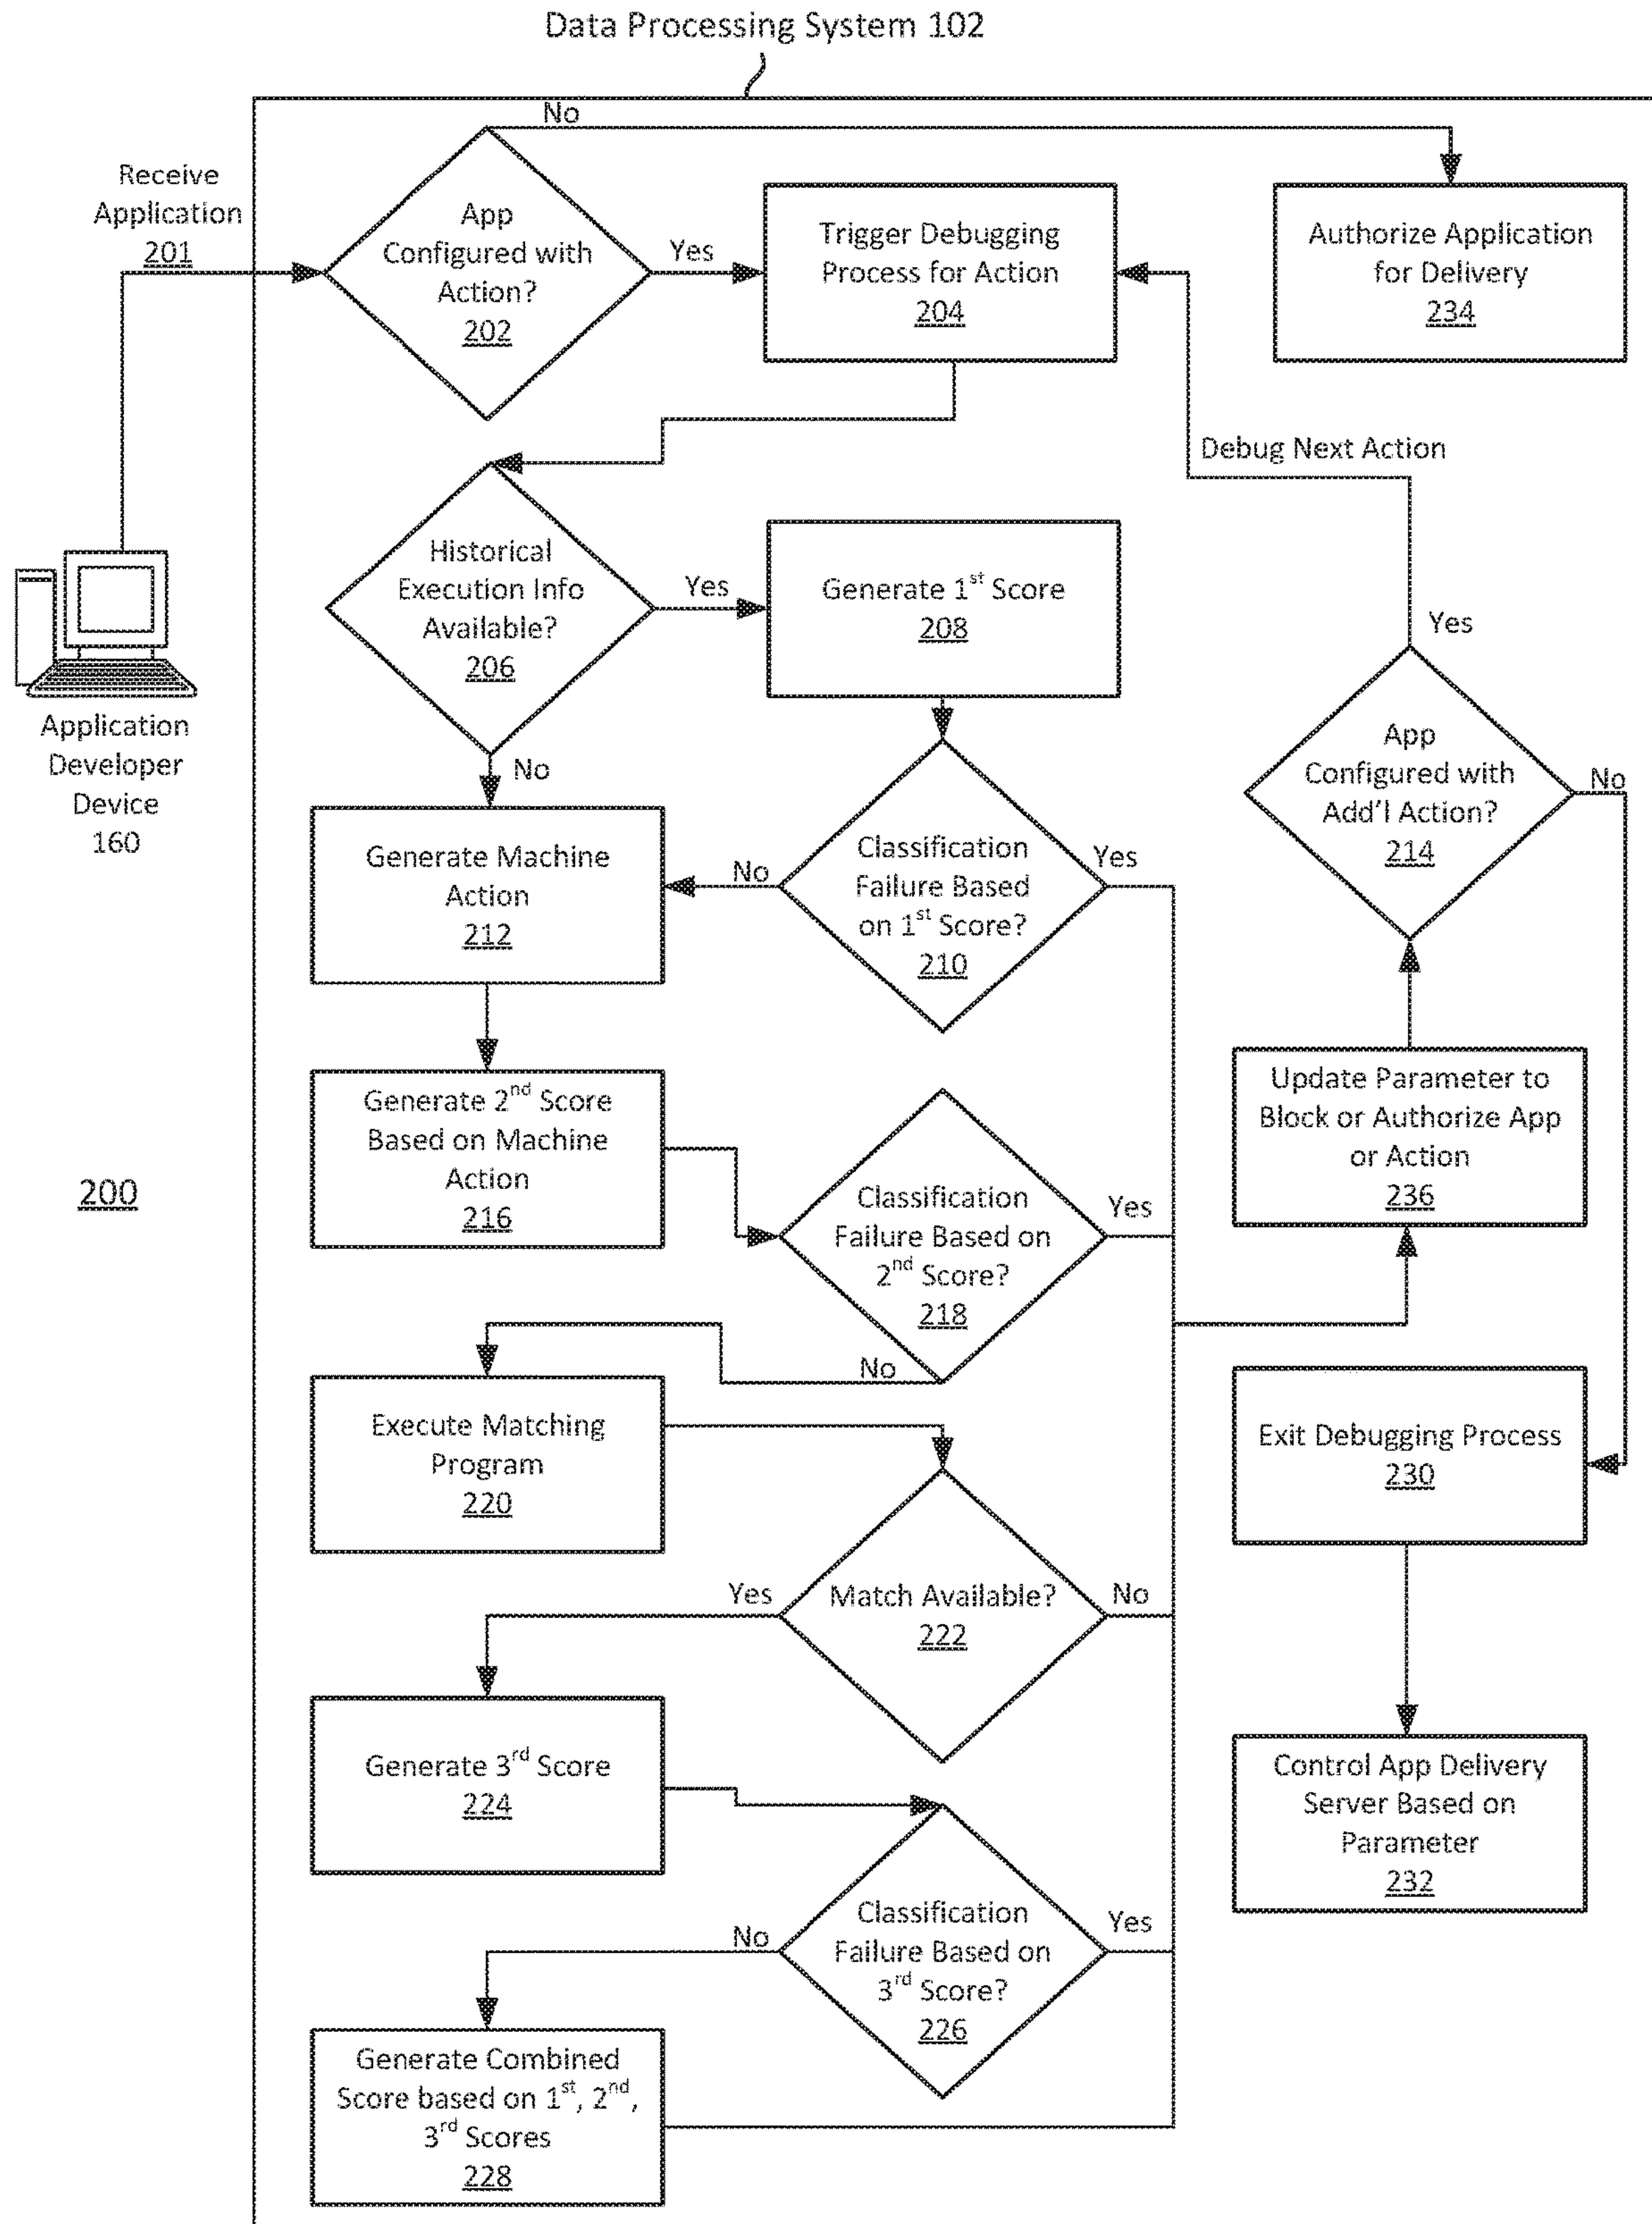 Data Processing System 102
No
Receive
Application
201
App
Configured with
Action?
202
Yes
Trigger Debugging
Process for Action
204
Authorize Application
for Delivery
234
Debug Next Action
Historical
Execution Info
Available?
206
Yes
Generate 1st Score
208
Yes
No
Application
Developer
Device
160
App
Configured with
Add'l Action?
214
No
Generate Machine
Action
212
No
Classification
Failure Based
on 1st Score?
210
Yes
Update Parameter to
Block or Authorize App
or Action
236
Generate 2nd Score
Based on Machine
Action
216
200
Classification
Failure Based on
2nd Score?
218
Yes
No
Execute Matching
Program
220
Exit Debugging Process
230
Yes
Match Available?
222
No
Generate 3rd Score
224
Control App Delivery
Server Based on
Parameter
232
No
Classification
Failure Based on
3rd Score?
226
Yes
Generate Combined
Score based on 1st, 2nd,
3rd Scores
228